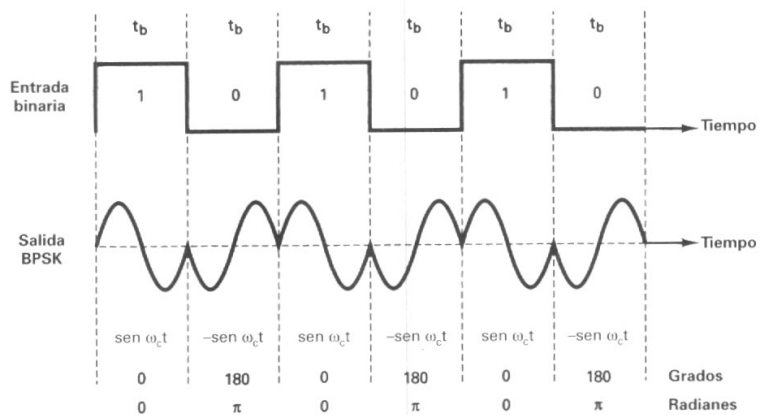 t_b t_b t_b t_b t_b t_b
Entrada
binaria
1 0 1 0 1 0
Tiempo
Salida
BPSK
Tiempo
sen ω_ct -sen ω_ct sen ω_ct -sen ω_ct sen ω_ct -sen ω_ct
0 180 0 180 0 180 Grados
0 π 0 π 0 π Radianes